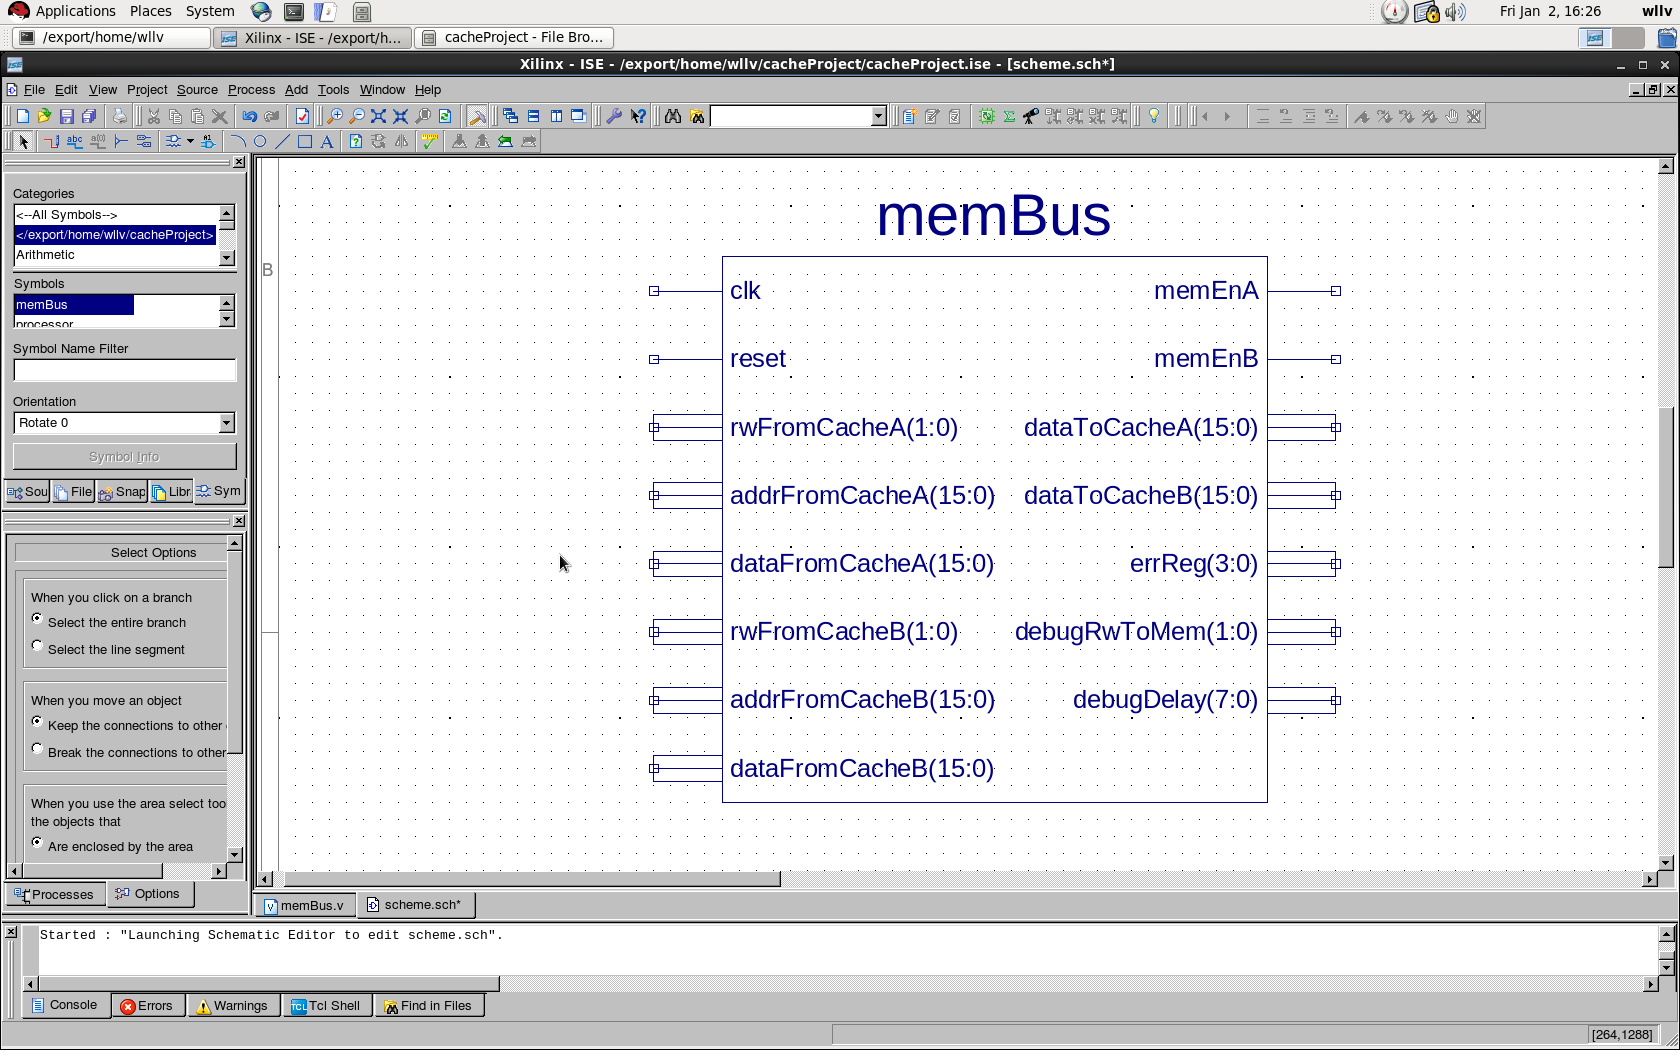 Applications Places System
Fri Jan 2, 16:26 wllv
/export/home/wllv
Xilinx - ISE - /export/h...
cacheProject - File Bro...
Xilinx - ISE - /export/home/wllv/cacheProject/cacheProject.ise - [scheme.sch*]
File Edit View Project Source Process Add Tools Window Help
Categories
<--All Symbols-->
</export/home/wllv/cacheProject>
Arithmetic
Symbols
memBus
processor
Symbol Name Filter
Orientation
Rotate 0
Symbol Info
Sou File Snap Libr Sym
Select Options
When you click on a branch
Select the entire branch
Select the line segment
When you move an object
Keep the connections to other
Break the connections to other
When you use the area select too
the objects that
Are enclosed by the area
Processes Options
B
memBus
clk memEnA
reset memEnB
rwFromCacheA(1:0) dataToCacheA(15:0)
addrFromCacheA(15:0) dataToCacheB(15:0)
dataFromCacheA(15:0) errReg(3:0)
rwFromCacheB(1:0) debugRwToMem(1:0)
addrFromCacheB(15:0) debugDelay(7:0)
dataFromCacheB(15:0)
memBus.v scheme.sch*
Started : "Launching Schematic Editor to edit scheme.sch".
Console Errors Warnings Tcl Shell Find in Files
[264,1288]